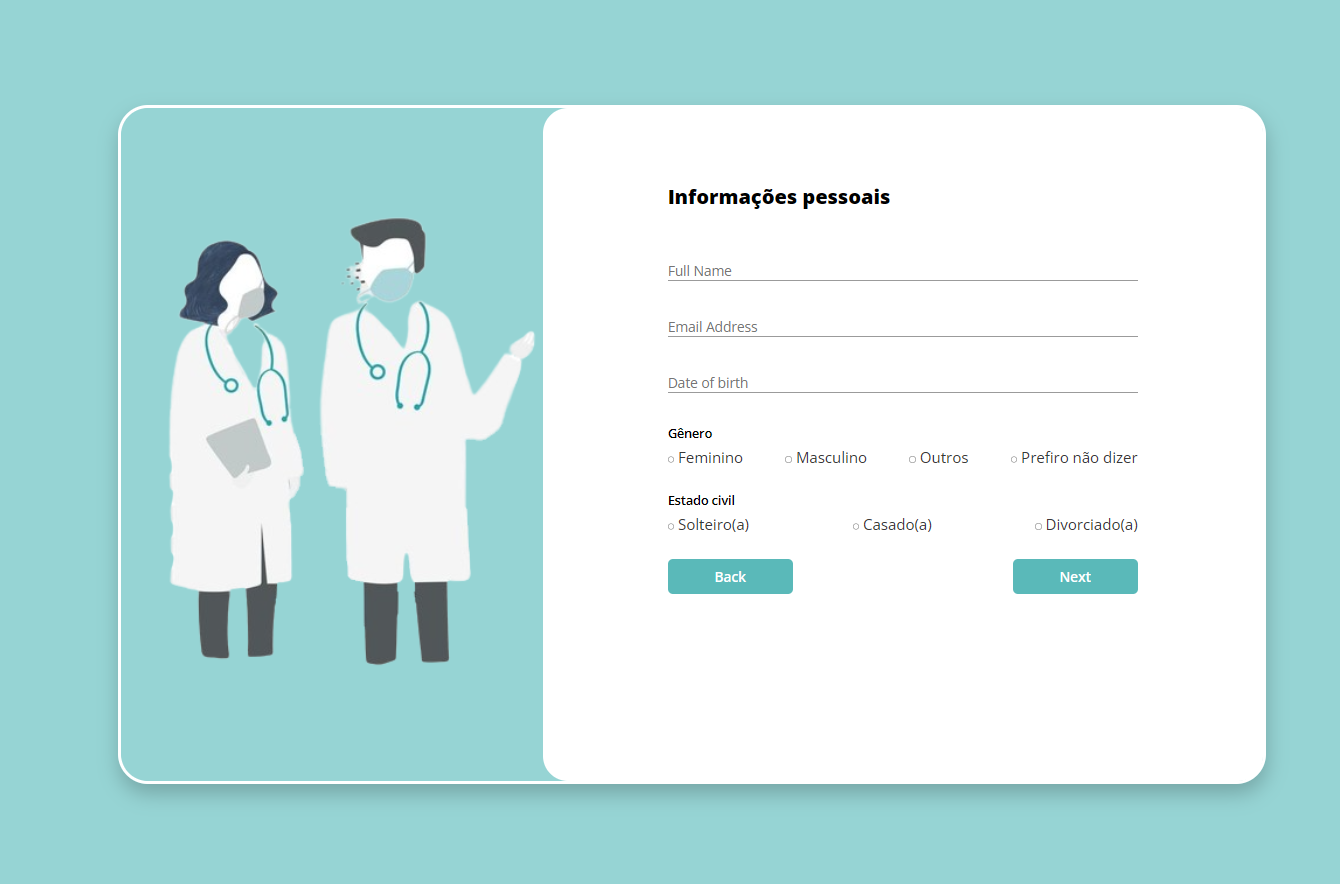 Informações pessoais
Full Name
Email Address
Date of birth
Gênero
Feminino Masculino Outros Prefiro não dizer
Estado civil
Solteiro(a) Casado(a) Divorciado(a)
Back Next